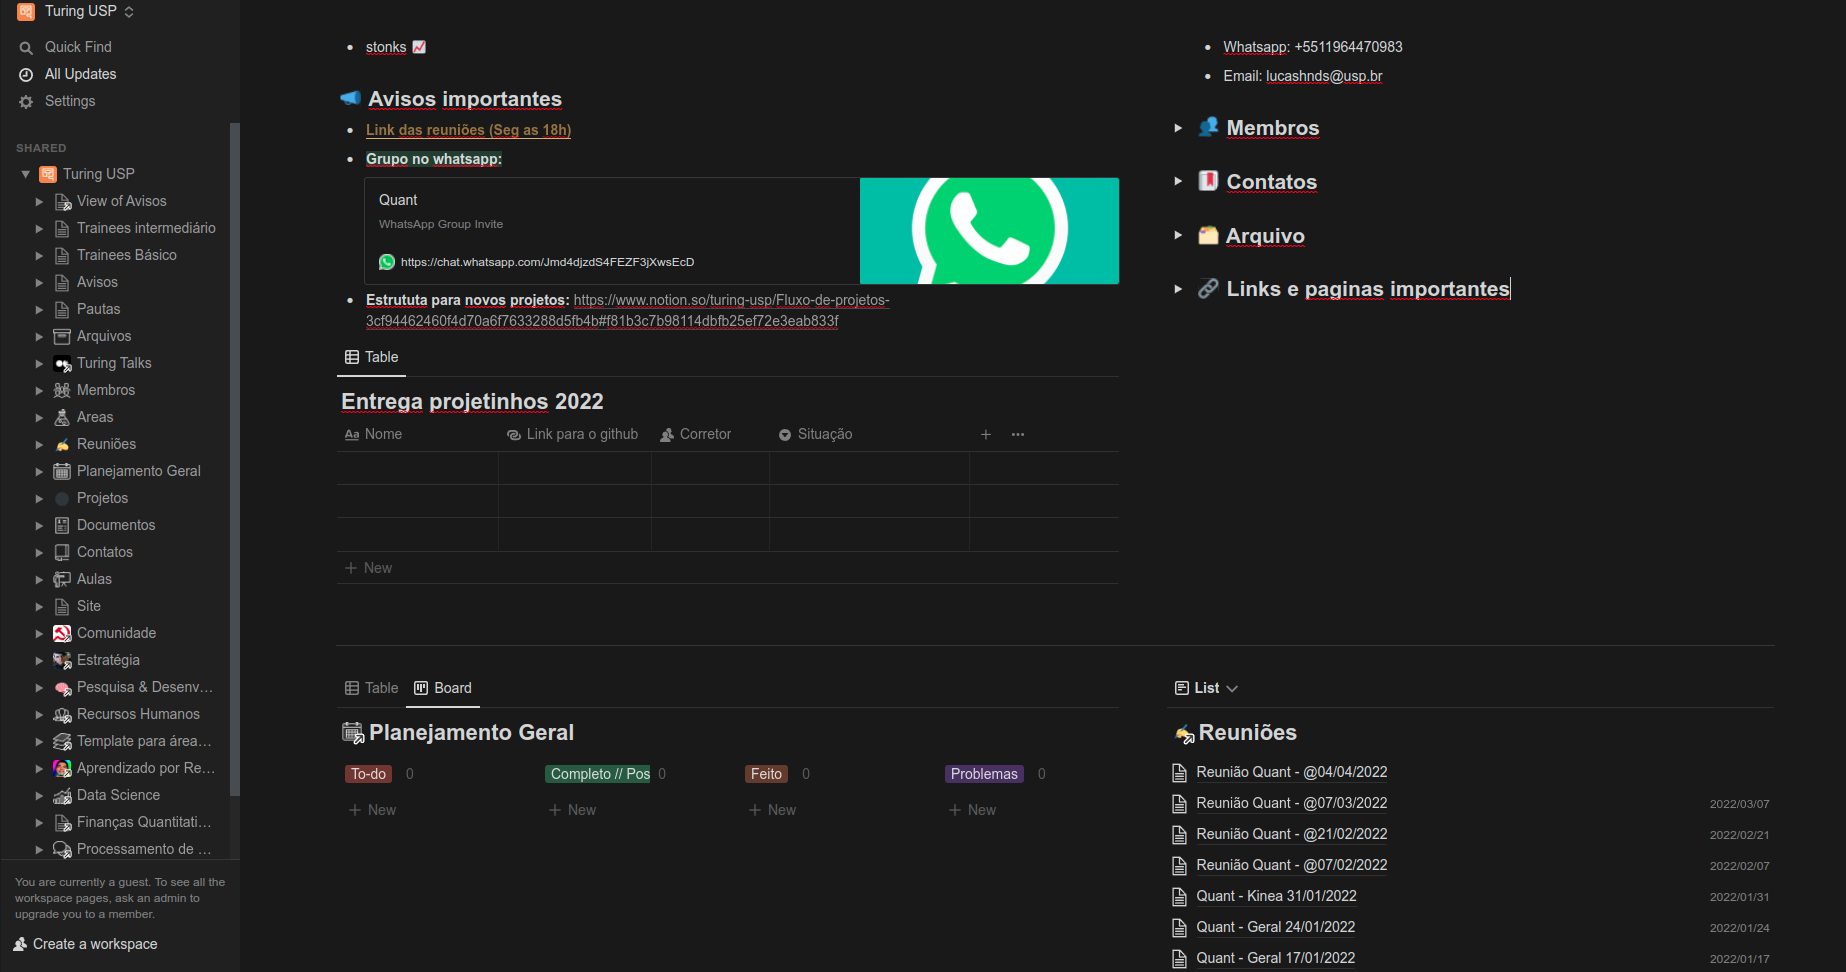 Turing USP
Quick Find
All Updates
Settings
SHARED
Turing USP
View of Avisos
Trainees intermediário
Trainees Básico
Avisos
Pautas
Arquivos
Turing Talks
Membros
Areas
Reuniões
Planejamento Geral
Projetos
Documentos
Contatos
Aulas
Site
Comunidade
Estratégia
Pesquisa & Desenv…
Recursos Humanos
Template para área…
Aprendizado por Re…
Data Science
Finanças Quantitati…
Processamento de …
You are currently a guest. To see all the
workspace pages, ask an admin to
upgrade you to a member.
Create a workspace
stonks
Avisos importantes
Link das reuniões (Seg as 18h)
Grupo no whatsapp:
Quant
WhatsApp Group Invite
https://chat.whatsapp.com/Jmd4djzdS4FEZF3jXwsEcD
Estrututa para novos projetos: https://www.notion.so/turing-usp/Fluxo-de-projetos-
3cf94462460f4d70a6f7633288d5fb4b#f81b3c7b98114dbfb25ef72e3eab833f
Table
Entrega projetinhos 2022
Aa Nome Link para o github Corretor Situação
New
Whatsapp: +5511964470983
Email: lucashnds@usp.br
Membros
Contatos
Arquivo
Links e paginas importantes
Table Board
Planejamento Geral
To-do 0 Completo // Pos 0 Feito 0 Problemas 0
New New New New
List
Reuniões
Reunião Quant - @04/04/2022
Reunião Quant - @07/03/2022 2022/03/07
Reunião Quant - @21/02/2022 2022/02/21
Reunião Quant - @07/02/2022 2022/02/07
Quant - Kinea 31/01/2022 2022/01/31
Quant - Geral 24/01/2022 2022/01/24
Quant - Geral 17/01/2022 2022/01/17